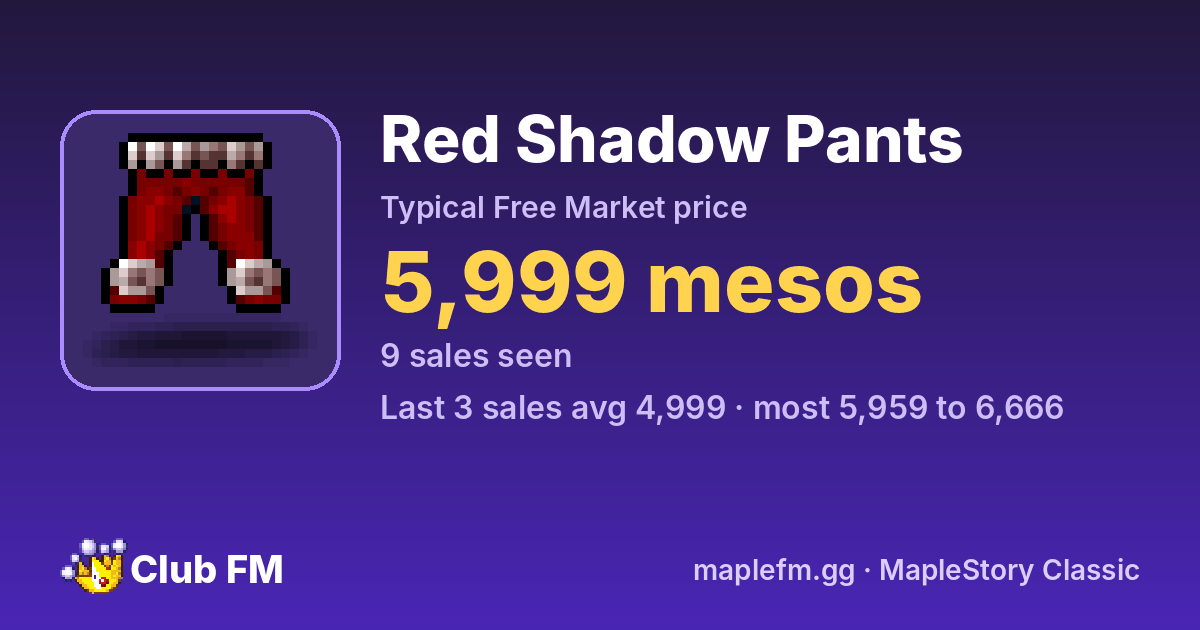 Red Shadow Pants
Typical Free Market price
5,999 mesos
9 sales seen
Last 3 sales avg 4,999 · most 5,959 to 6,666
Club FM
maplefm.gg · MapleStory Classic